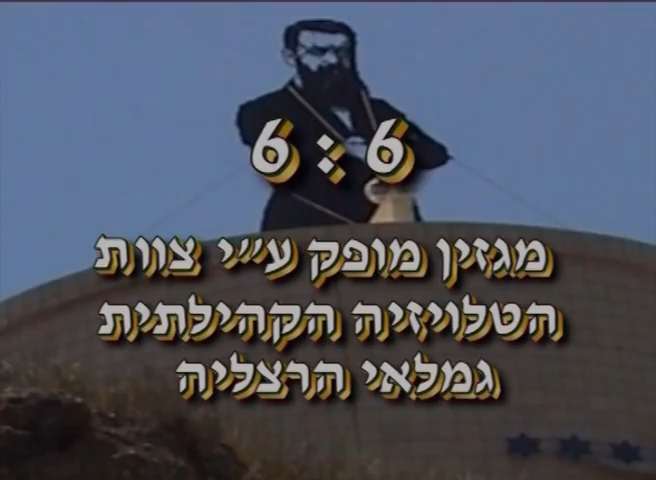 6 : 6
מגזין מופק ע"י צוות
הטלויזיה הקהילתית
גמלאי הרצליה